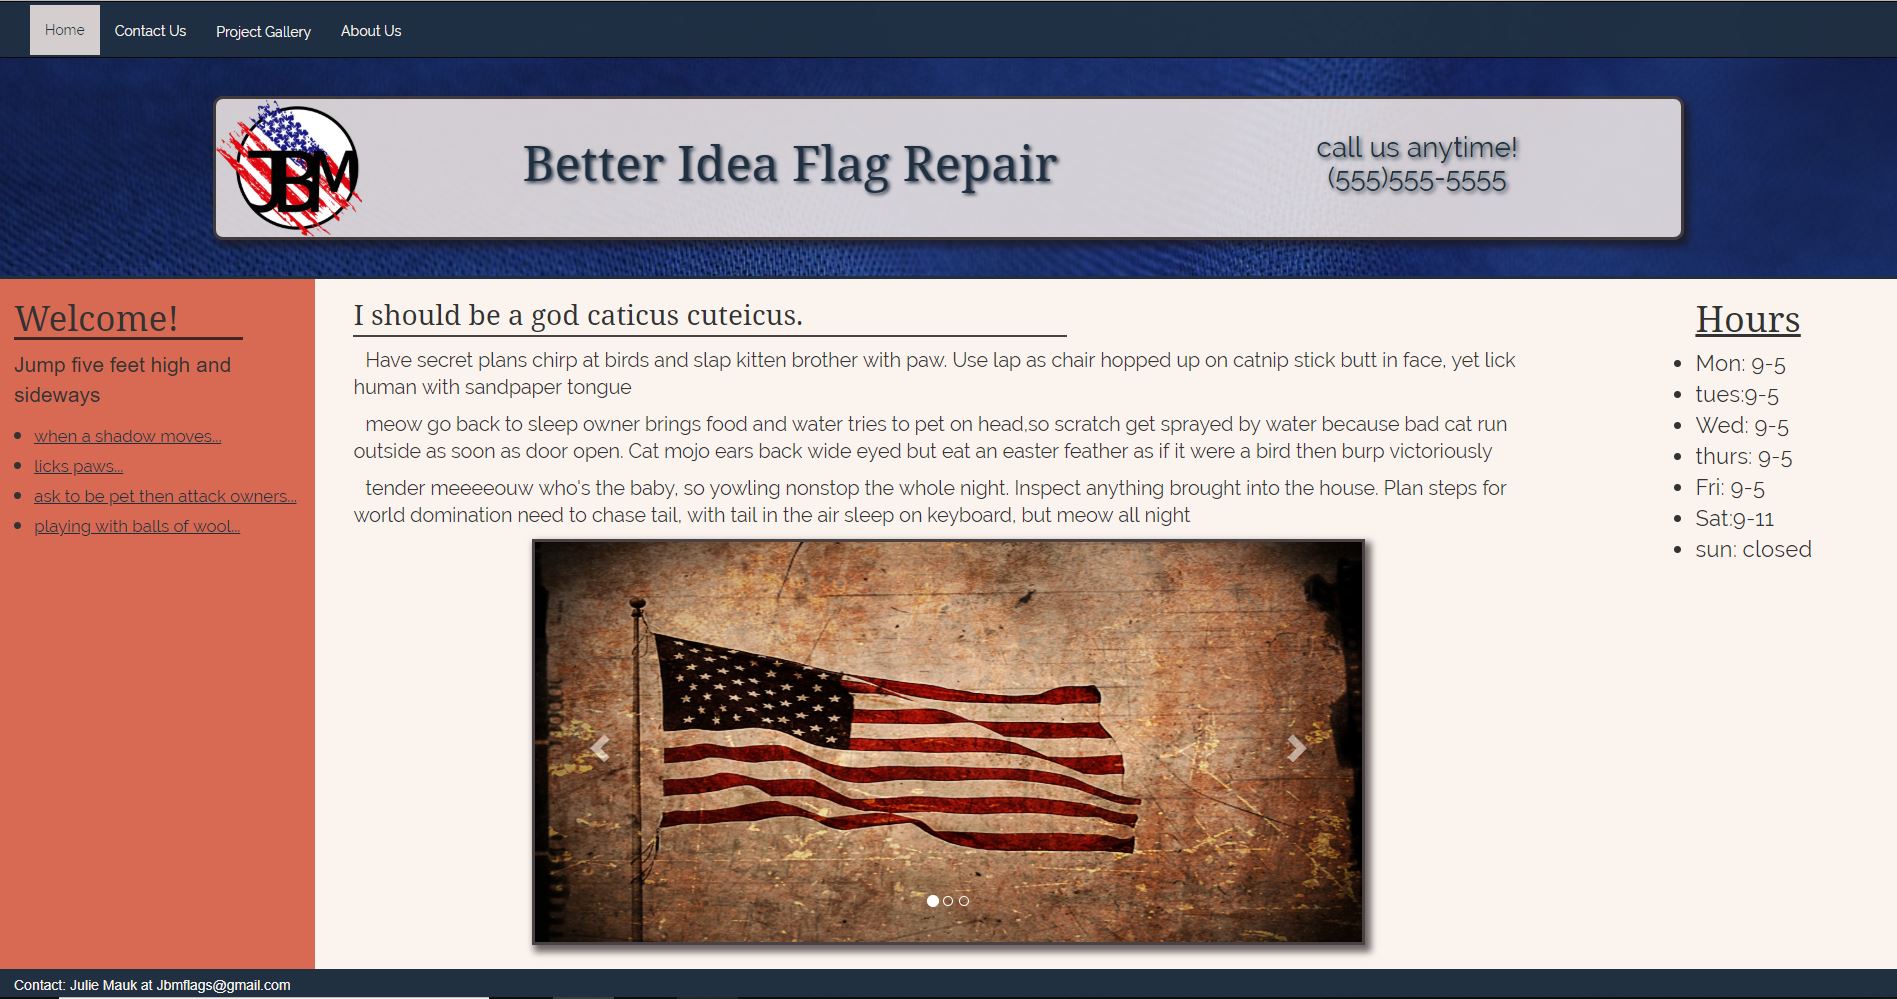 Home Contact Us Project Gallery About Us
JBM
Better Idea Flag Repair
call us anytime!
(555)555-5555
Welcome!
Jump five feet high and
sideways
when a shadow moves...
licks paws...
ask to be pet then attack owners...
playing with balls of wool...
I should be a god caticus cuteicus.
Have secret plans chirp at birds and slap kitten brother with paw. Use lap as chair hopped up on catnip stick butt in face, yet lick
human with sandpaper tongue
meow go back to sleep owner brings food and water tries to pet on head,so scratch get sprayed by water because bad cat run
outside as soon as door open. Cat mojo ears back wide eyed but eat an easter feather as if it were a bird then burp victoriously
tender meeeeouw who's the baby, so yowling nonstop the whole night. Inspect anything brought into the house. Plan steps for
world domination need to chase tail, with tail in the air sleep on keyboard, but meow all night
Hours
Mon: 9-5
tues:9-5
Wed: 9-5
thurs: 9-5
Fri: 9-5
Sat:9-11
sun: closed
Contact: Julie Mauk at Jbmflags@gmail.com